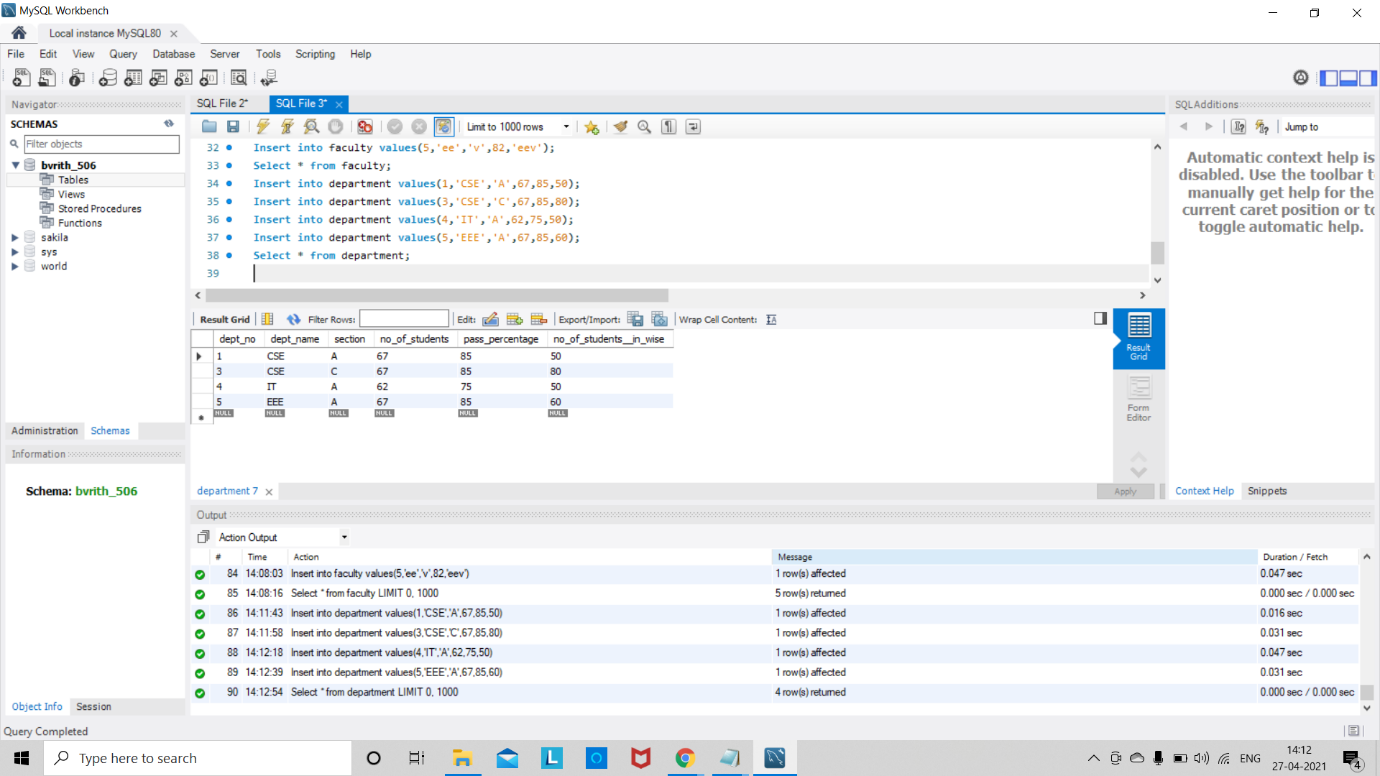 MySQL Workbench
Local instance MySQL80
File Edit View Query Database Server Tools Scripting Help
Navigator
SCHEMAS
Filter objects
bvrith_506
Tables
Views
Stored Procedures
Functions
sakila
sys
world
Administration Schemas
Information
Schema: bvrith_506
Object Info Session
Query Completed
SQL File 2* SQL File 3*
Limit to 1000 rows
32 Insert into faculty values(5,'ee','v',82,'eev');
33 Select * from faculty;
34 Insert into department values(1,'CSE','A',67,85,50);
35 Insert into department values(3,'CSE','C',67,85,80);
36 Insert into department values(4,'IT','A',62,75,50);
37 Insert into department values(5,'EEE','A',67,85,60);
38 Select * from department;
39
Result Grid Filter Rows: Edit: Export/Import: Wrap Cell Content:
dept_no dept_name section no_of_students pass_percentage no_of_students__in_wise
1 CSE A 67 85 50
3 CSE C 67 85 80
4 IT A 62 75 50
5 EEE A 67 85 60
NULL NULL NULL NULL NULL NULL
Result
Grid
Form
Editor
department 7
Apply
SQLAdditions
Jump to
Automatic context help is
disabled. Use the toolbar t
manually get help for the
current caret position or to
toggle automatic help.
Context Help Snippets
Output
Action Output
# Time Action Message Duration / Fetch
84 14:08:03 Insert into faculty values(5,'ee','v',82,'eev') 1 row(s) affected 0.047 sec
85 14:08:16 Select * from faculty LIMIT 0, 1000 5 row(s) returned 0.000 sec / 0.000 sec
86 14:11:43 Insert into department values(1,'CSE','A',67,85,50) 1 row(s) affected 0.016 sec
87 14:11:58 Insert into department values(3,'CSE','C',67,85,80) 1 row(s) affected 0.031 sec
88 14:12:18 Insert into department values(4,'IT','A',62,75,50) 1 row(s) affected 0.047 sec
89 14:12:39 Insert into department values(5,'EEE','A',67,85,60) 1 row(s) affected 0.031 sec
90 14:12:54 Select * from department LIMIT 0, 1000 4 row(s) returned 0.000 sec / 0.000 sec
Type here to search
L
ENG
14:12
27-04-2021
4